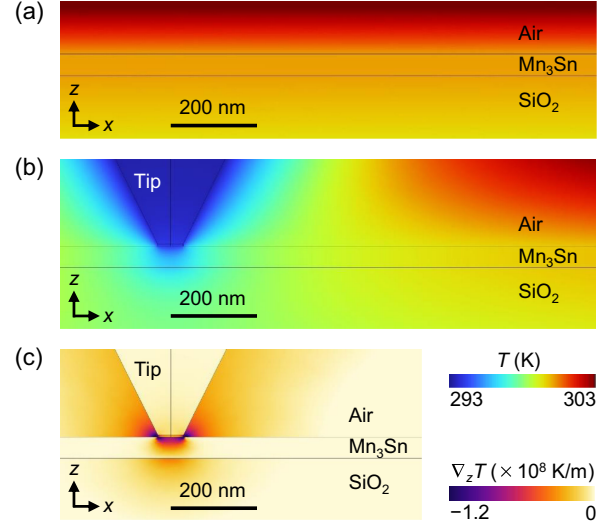 (a)
Air
Mn₃Sn
SiO₂
z
x
200 nm
(b)
Tip
Air
Mn₃Sn
SiO₂
z
x
200 nm
(c)
Tip
Air
Mn₃Sn
SiO₂
z
x
200 nm
T (K)
293 303
∇zT (× 10⁸ K/m)
−1.2 0